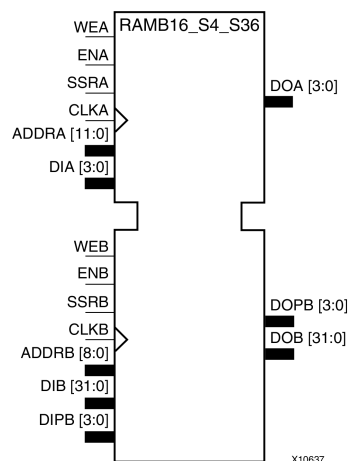 RAMB16_S4_S36
WEA
ENA
SSRA
CLKA
ADDRA [11:0]
DIA [3:0]
DOA [3:0]
WEB
ENB
SSRB
CLKB
ADDRB [8:0]
DIB [31:0]
DIPB [3:0]
DOPB [3:0]
DOB [31:0]
X10637